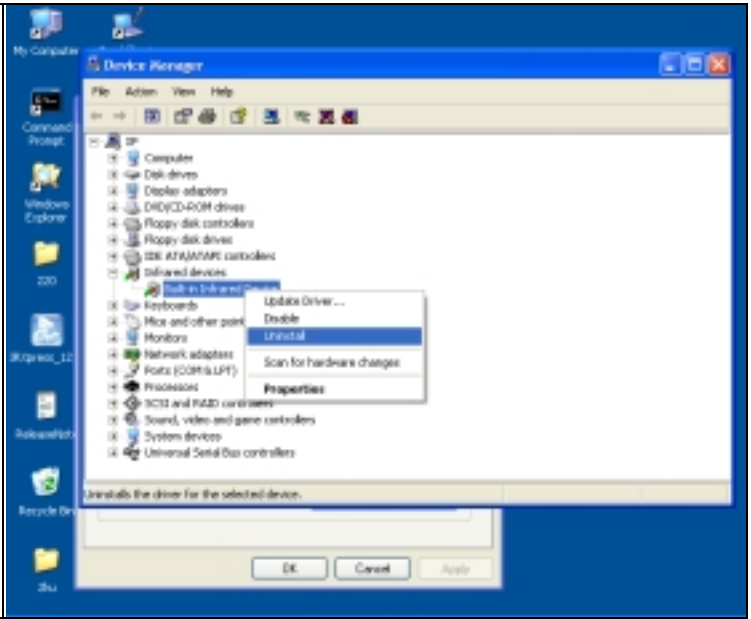 My Computer
Command
Prompt
Windows
Explorer
220
Recycle Bin
Device Manager
File Action View Help
Computer
Disk drives
Display adapters
DVD/CD-ROM drives
Floppy disk controllers
Floppy disk drives
IDE ATA/ATAPI controllers
Infrared devices
Built-in Infrared Device
Keyboards
Mice and other point
Monitors
Network adapters
Ports (COM & LPT)
Processors
SCSI and RAID controllers
Sound, video and game controllers
System devices
Universal Serial Bus controllers
Update Driver...
Disable
Uninstall
Scan for hardware changes
Properties
Uninstalls the driver for the selected device.
OK Cancel Apply